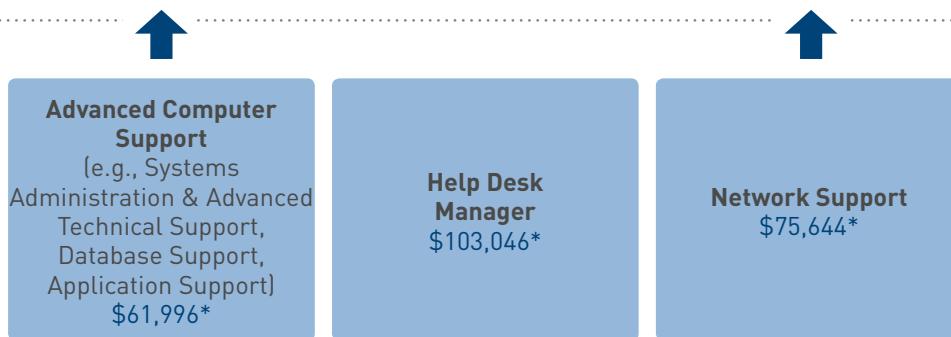 Advanced Computer
Support
(e.g., Systems
Administration & Advanced
Technical Support,
Database Support,
Application Support)
$61,996*
Help Desk
Manager
$103,046*
Network Support
$75,644*